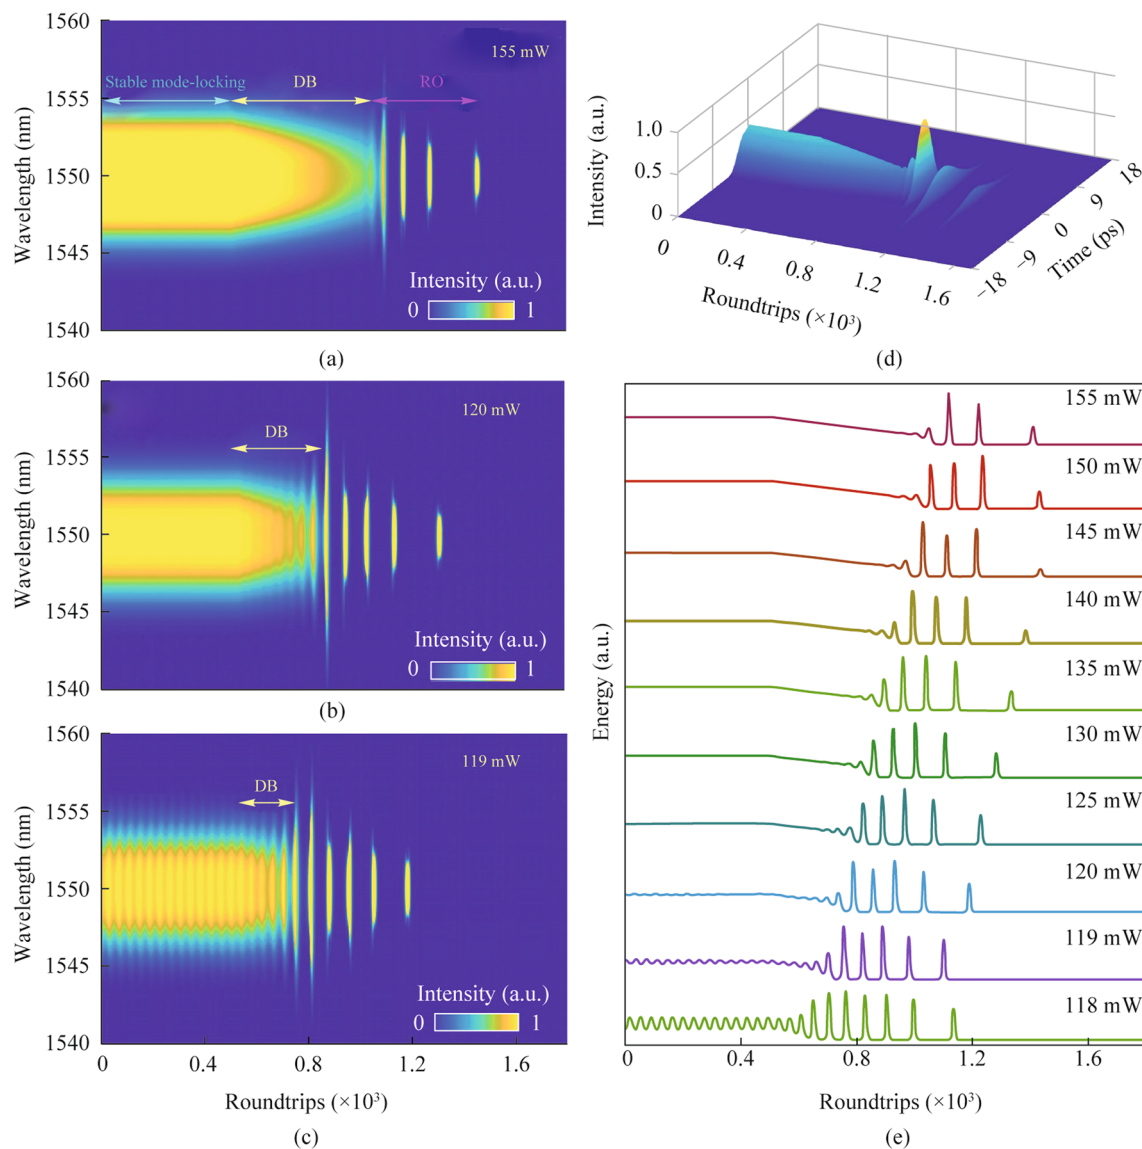 1560
1555
1550
1545
1540
Wavelength (nm)
155 mW
Stable mode-locking
DB
RO
Intensity (a.u.)
0
1
(a)
1560
1555
1550
1545
1540
Wavelength (nm)
120 mW
DB
Intensity (a.u.)
0
1
(b)
1560
1555
1550
1545
1540
Wavelength (nm)
119 mW
DB
Intensity (a.u.)
0
1
0
0.4
0.8
1.2
1.6
Roundtrips (×10³)
(c)
1.0
0.5
0
Intensity (a.u.)
0
0.4
0.8
1.2
1.6
Roundtrips (×10³)
−18
−9
0
9
18
Time (ps)
(d)
155 mW
150 mW
145 mW
140 mW
135 mW
130 mW
125 mW
120 mW
119 mW
118 mW
Energy (a.u.)
0
0.4
0.8
1.2
1.6
Roundtrips (×10³)
(e)